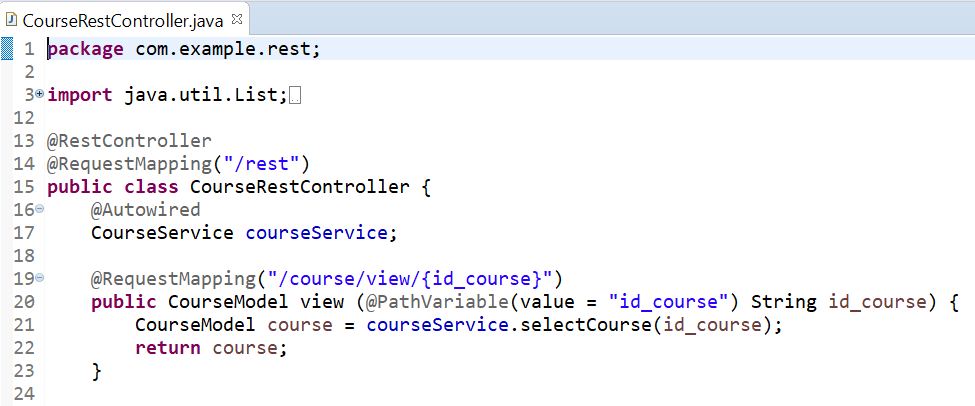 CourseRestController.java
1 package com.example.rest;
2
3 import java.util.List;
12
13 @RestController
14 @RequestMapping("/rest")
15 public class CourseRestController {
16     @Autowired
17     CourseService courseService;
18
19     @RequestMapping("/course/view/{id_course}")
20     public CourseModel view (@PathVariable(value = "id_course") String id_course) {
21         CourseModel course = courseService.selectCourse(id_course);
22         return course;
23     }
24